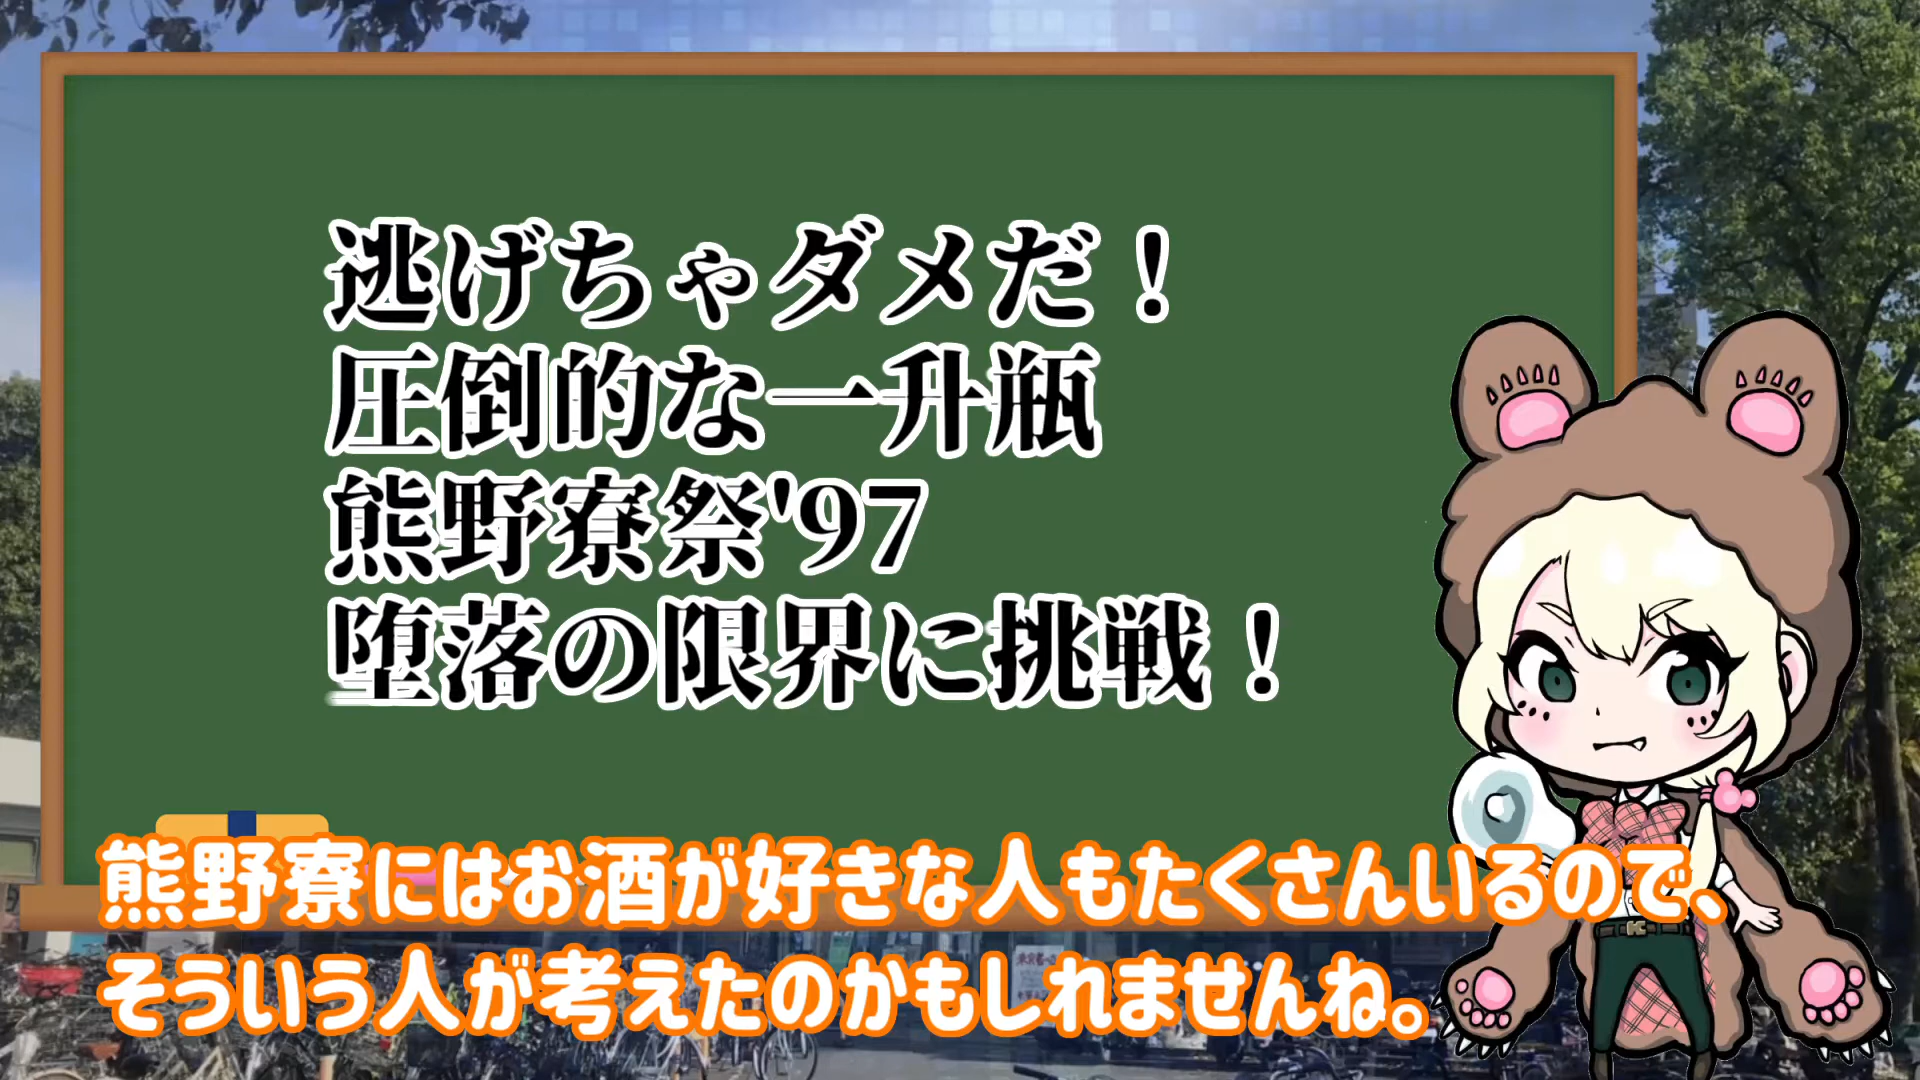 逃げちゃダメだ！
圧倒的な一升瓶
熊野寮祭'97
堕落の限界に挑戦！
熊野寮にはお酒が好きな人もたくさんいるので、
そういう人が考えたのかもしれませんね。